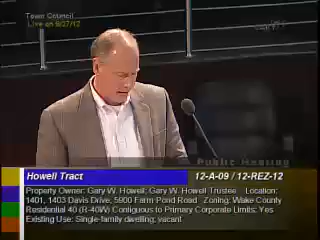 Town Council
Live on 9/27/12
Public Hearing
Howell Tract 12-A-09 / 12-REZ-12
Property Owner: Gary W. Howell; Gary W. Howell Trustee Location:
1401, 1403 Davis Drive, 5900 Farm Pond Road Zoning: Wake County
Residential 40 (R-40W) Contiguous to Primary Corporate Limits: Yes
Existing Use: Single-family dwelling; vacant